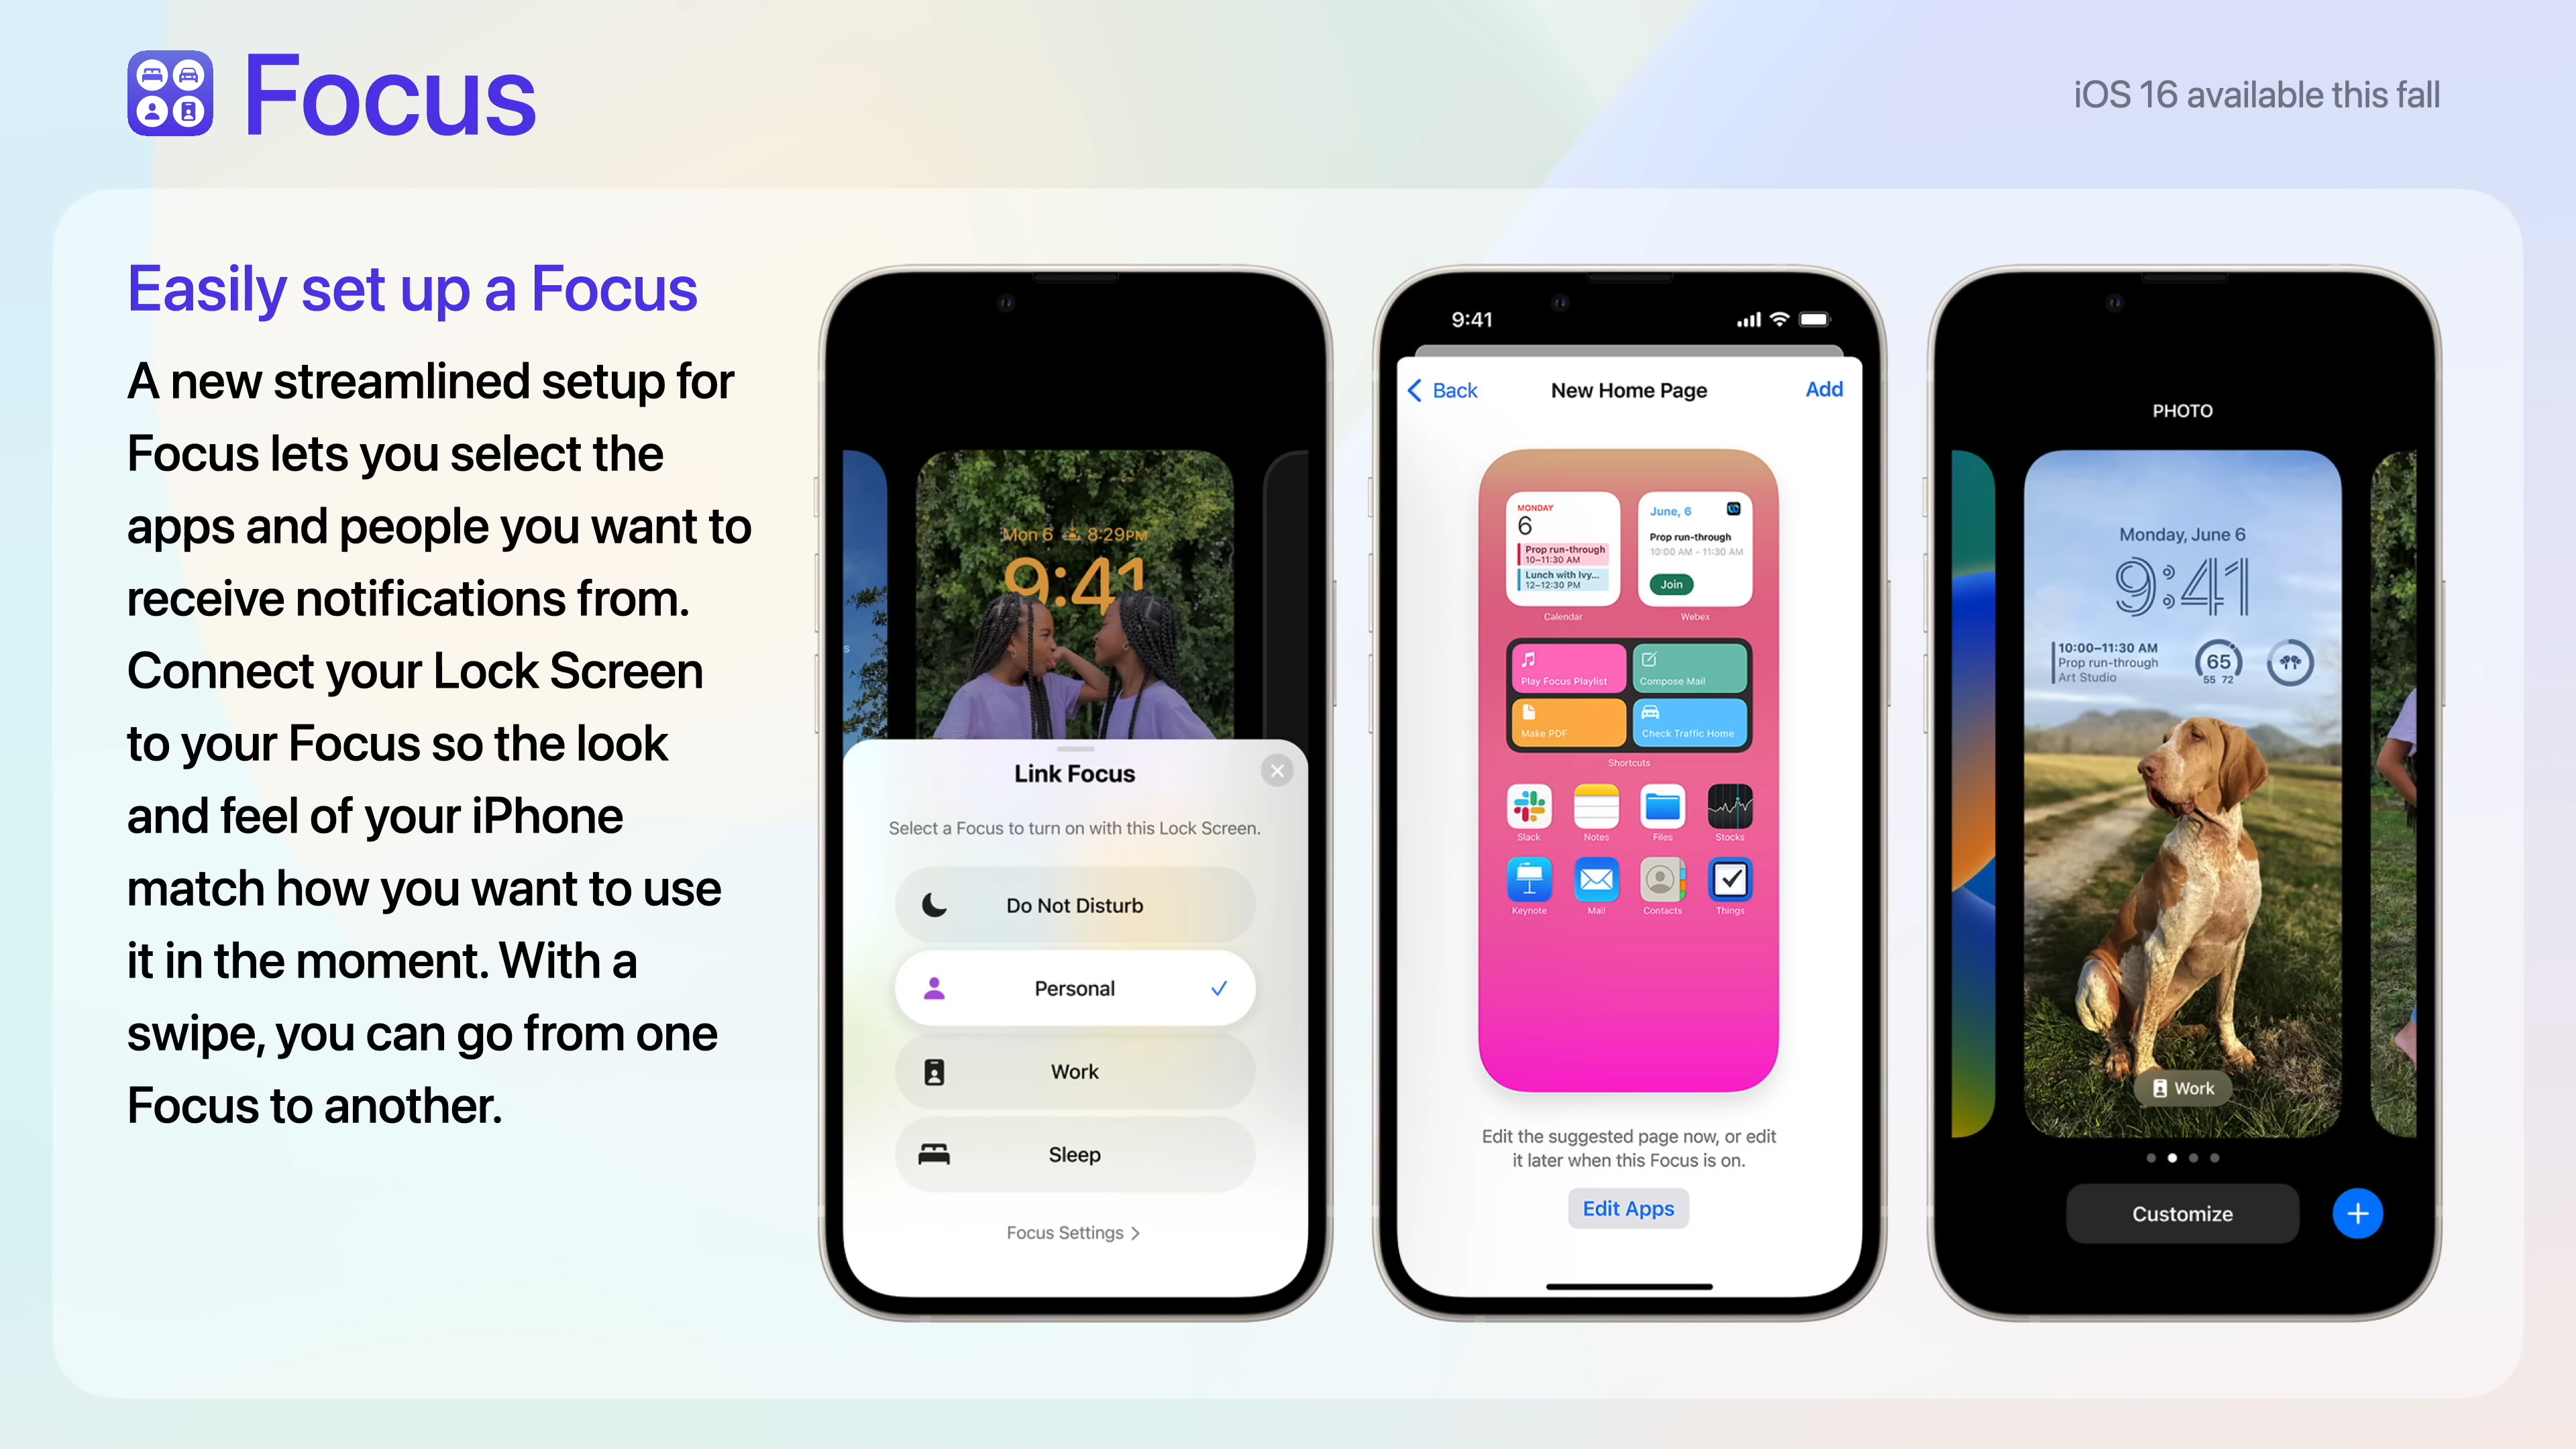 Focus
iOS 16 available this fall
Easily set up a Focus
A new streamlined setup for
Focus lets you select the
apps and people you want to
receive notifications from.
Connect your Lock Screen
to your Focus so the look
and feel of your iPhone
match how you want to use
it in the moment. With a
swipe, you can go from one
Focus to another.
Mon 6 8:29PM
9:41
s
Link Focus
Select a Focus to turn on with this Lock Screen.
Do Not Disturb
Personal
Work
Sleep
Focus Settings
9:41
Back New Home Page Add
MONDAY
6
Prop run-through
10–11:30 AM
Lunch with Ivy...
12–12:30 PM
Calendar
June, 6
Prop run-through
10:00 AM - 11:30 AM
Join
Webex
Play Focus Playlist
Compose Mail
Make PDF
Check Traffic Home
Shortcuts
Slack Notes Files Stocks
Keynote Mail Contacts Things
Edit the suggested page now, or edit
it later when this Focus is on.
Edit Apps
PHOTO
Monday, June 6
9:41
10:00–11:30 AM
Prop run-through
Art Studio
65
55 72
Work
Customize